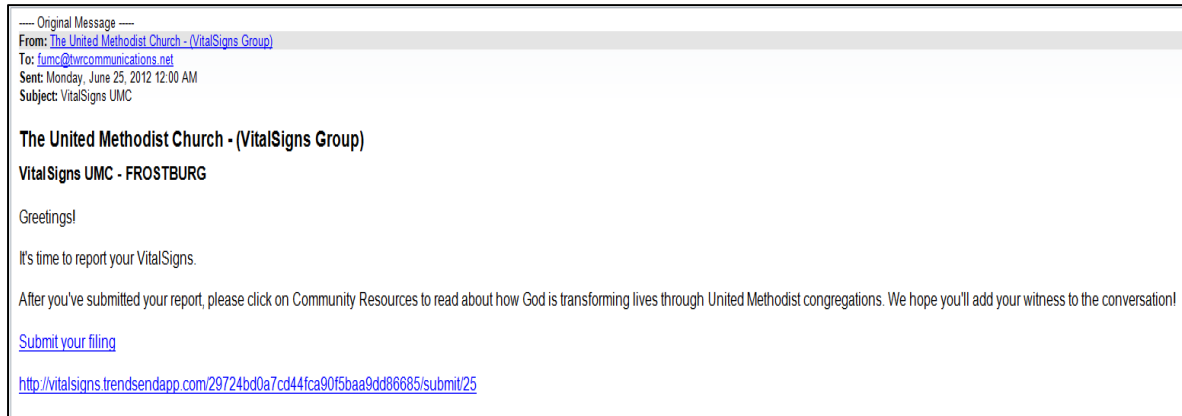 ----- Original Message -----
From: The United Methodist Church - (VitalSigns Group)
To: fumc@twrcommunications.net
Sent: Monday, June 25, 2012 12:00 AM
Subject: VitalSigns UMC
The United Methodist Church - (VitalSigns Group)
VitalSigns UMC - FROSTBURG
Greetings!
It's time to report your VitalSigns.
After you've submitted your report, please click on Community Resources to read about how God is transforming lives through United Methodist congregations. We hope you'll add your witness to the conversation!
Submit your filing
http://vitalsigns.trendsendapp.com/29724bd0a7cd44fca90f5baa9dd86685/submit/25